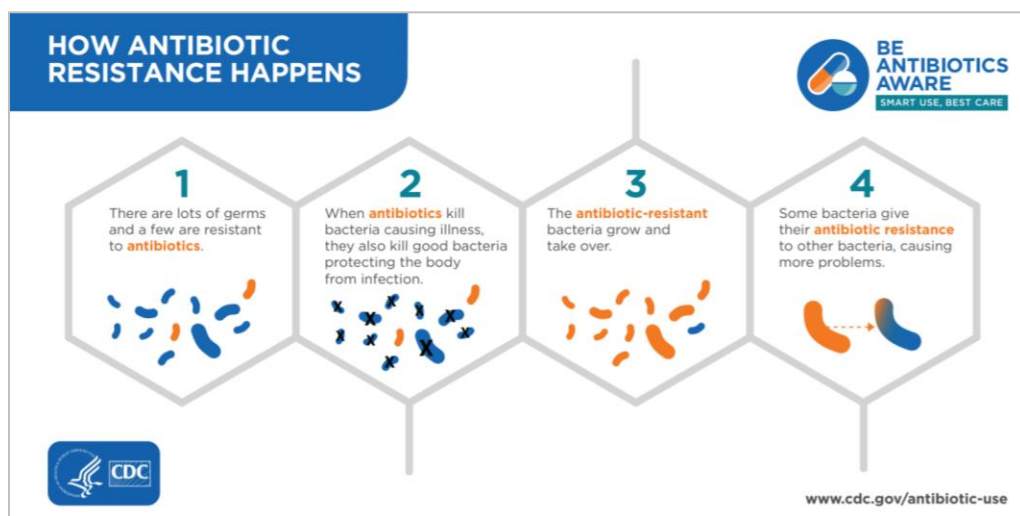 HOW ANTIBIOTIC
RESISTANCE HAPPENS
BE
ANTIBIOTICS
AWARE
SMART USE, BEST CARE
1
There are lots of germs
and a few are resistant
to antibiotics.
2
When antibiotics kill
bacteria causing illness,
they also kill good bacteria
protecting the body
from infection.
3
The antibiotic-resistant
bacteria grow and
take over.
4
Some bacteria give
their antibiotic resistance
to other bacteria, causing
more problems.
CDC
www.cdc.gov/antibiotic-use